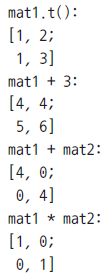 mat1.t():
[1, 2;
1, 3]
mat1 + 3:
[4, 4;
5, 6]
mat1 + mat2:
[4, 0;
0, 4]
mat1 * mat2:
[1, 0;
0, 1]